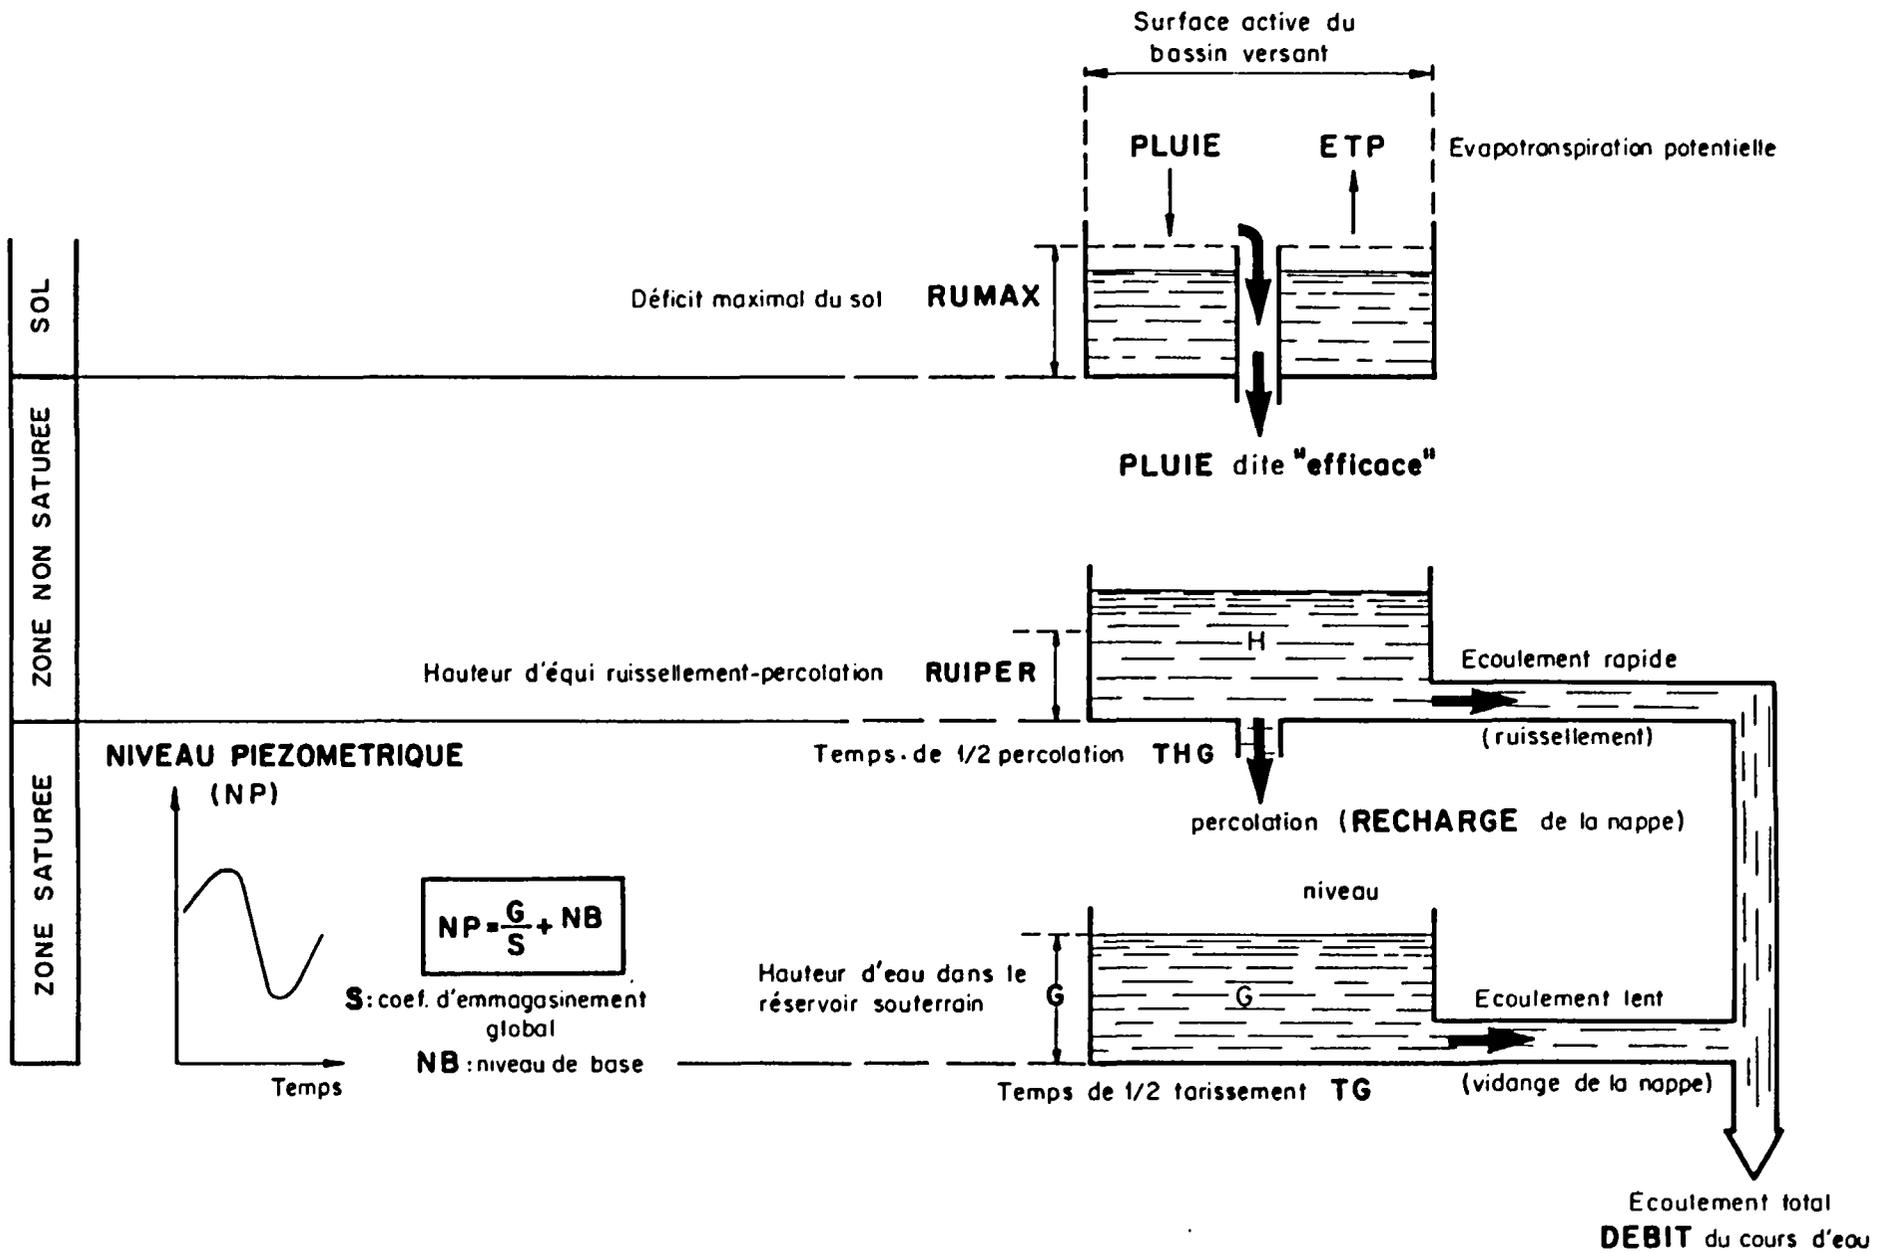 Surface active du
bassin versant
PLUIE
ETP
Evapotranspiration potentielle
SOL
Déficit maximal du sol RUMAX
PLUIE dite "efficace"
ZONE NON SATUREE
H
Ecoulement rapide
Hauteur d'équi ruissellement-percolation RUIPER
(ruissellement)
Temps de 1/2 percolation THG
percolation (RECHARGE de la nappe)
ZONE SATUREE
NIVEAU PIEZOMETRIQUE
(NP)
Temps
NP = G/S + NB
S : coef. d'emmagasinement
global
NB : niveau de base
niveau
Hauteur d'eau dans le
réservoir souterrain
G
G
Ecoulement lent
(vidange de la nappe)
Temps de 1/2 tarissement TG
Ecoulement total
DEBIT du cours d'eau